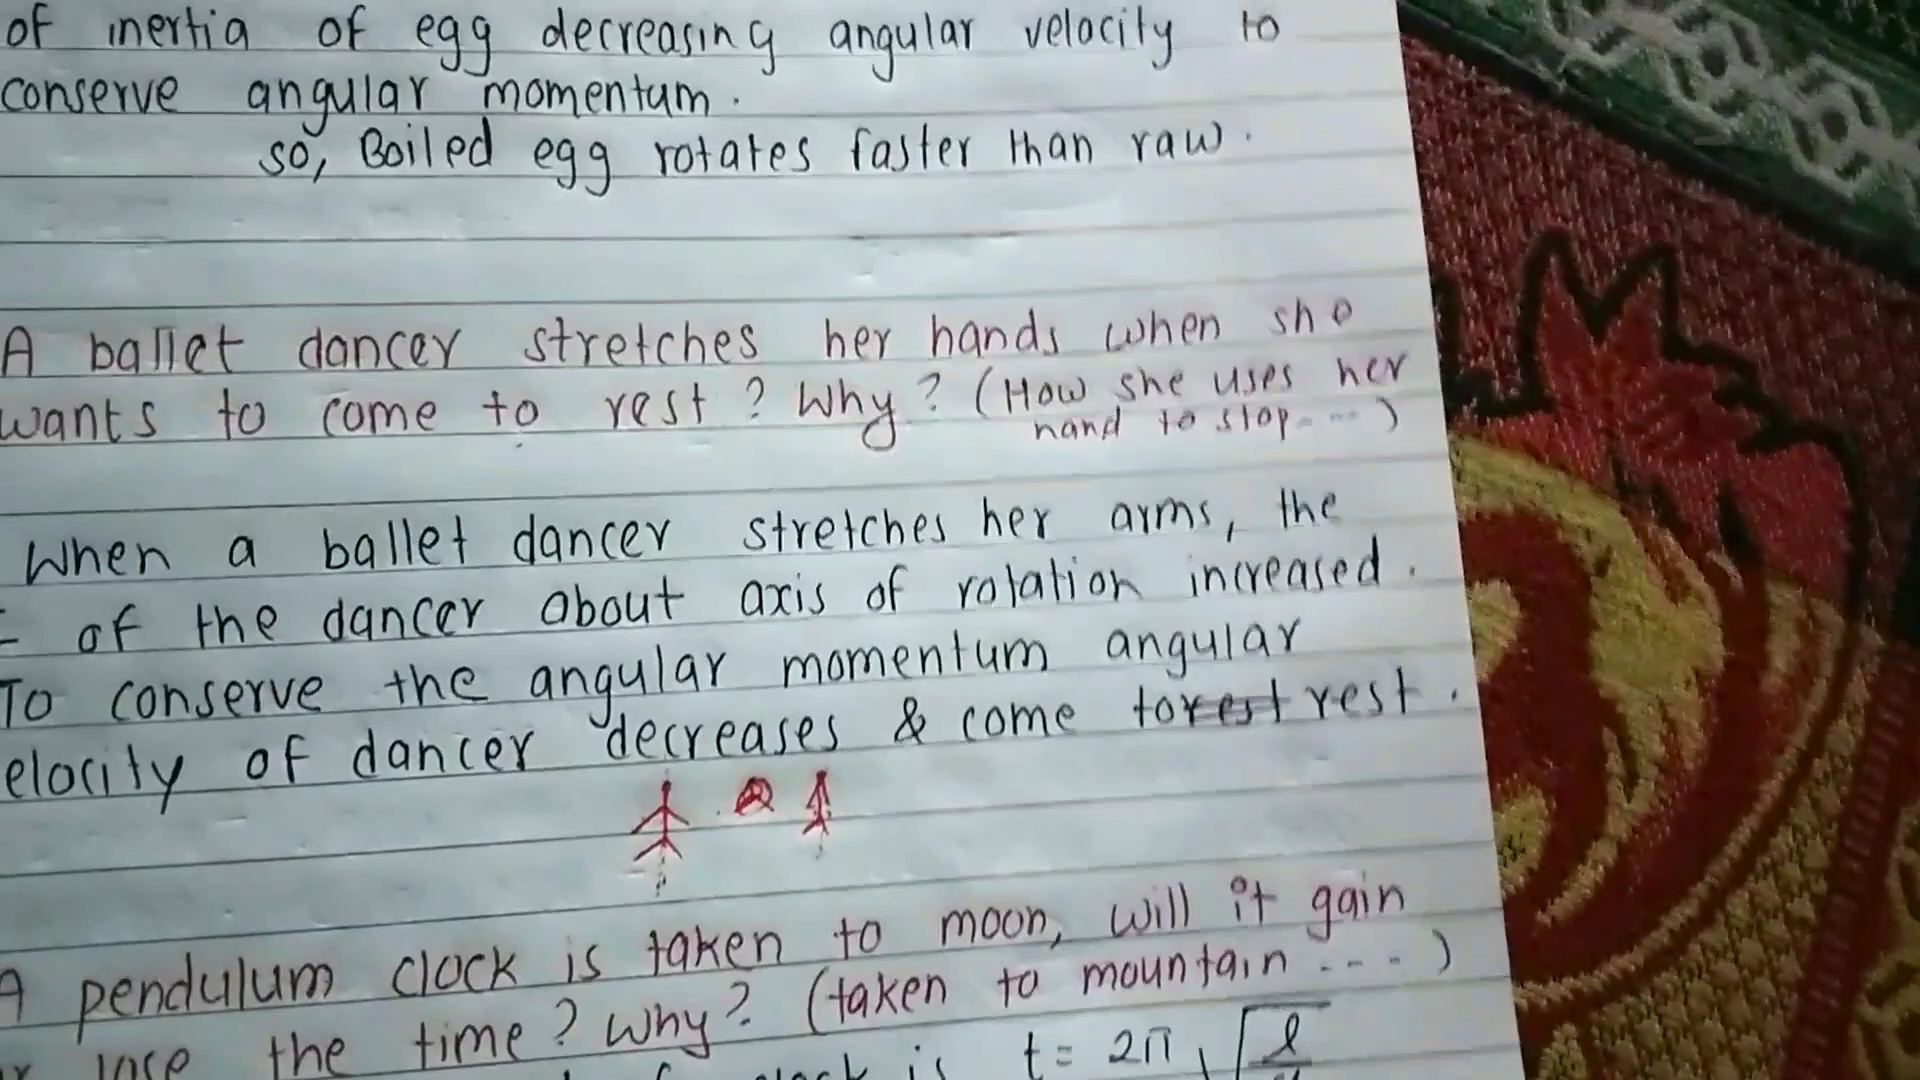 of inertia of egg decreasing angular velocity to
conserve angular momentum.
so, Boiled egg rotates faster than raw.
A ballet dancer stretches her hands when she
wants to come to rest? Why? (How she uses her
hand to stop....)
When a ballet dancer stretches her arms, the
of the dancer about axis of rotation increased.
To conserve the angular momentum angular
elocity of dancer decreases & come to rest rest.
A pendulum clock is taken to moon, will it gain
lose the time? Why? (taken to mountain ....)
clock is t = 2π √l